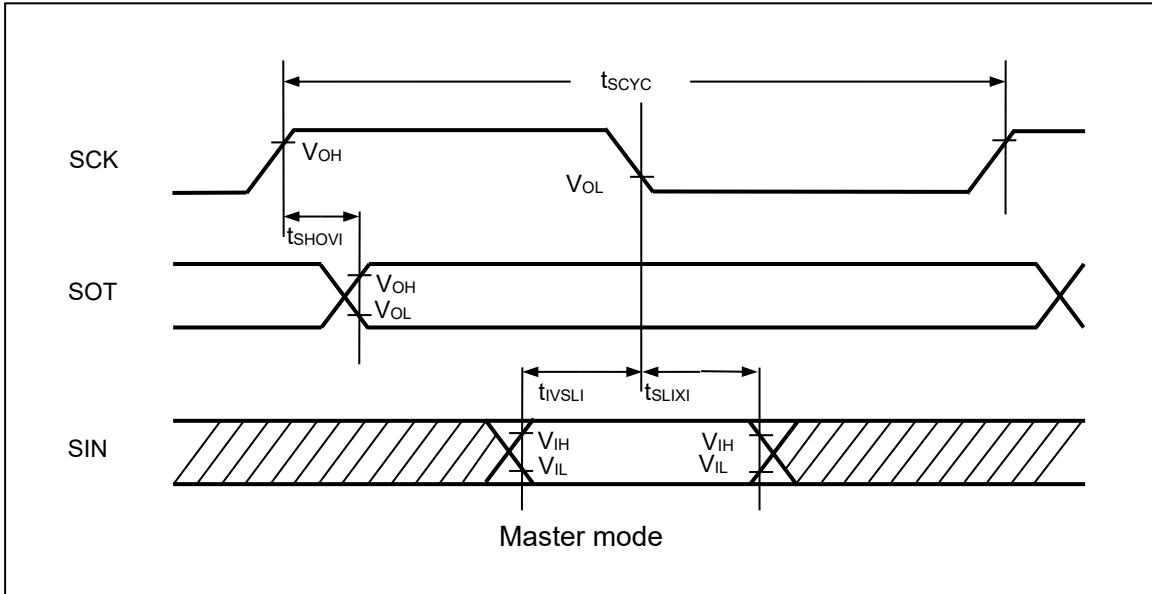 tSCYC
SCK
VOH
VOL
tSHOVI
SOT
VOH
VOL
tIVSLI tSLIXI
SIN
VIH VIH
VIL VIL
Master mode